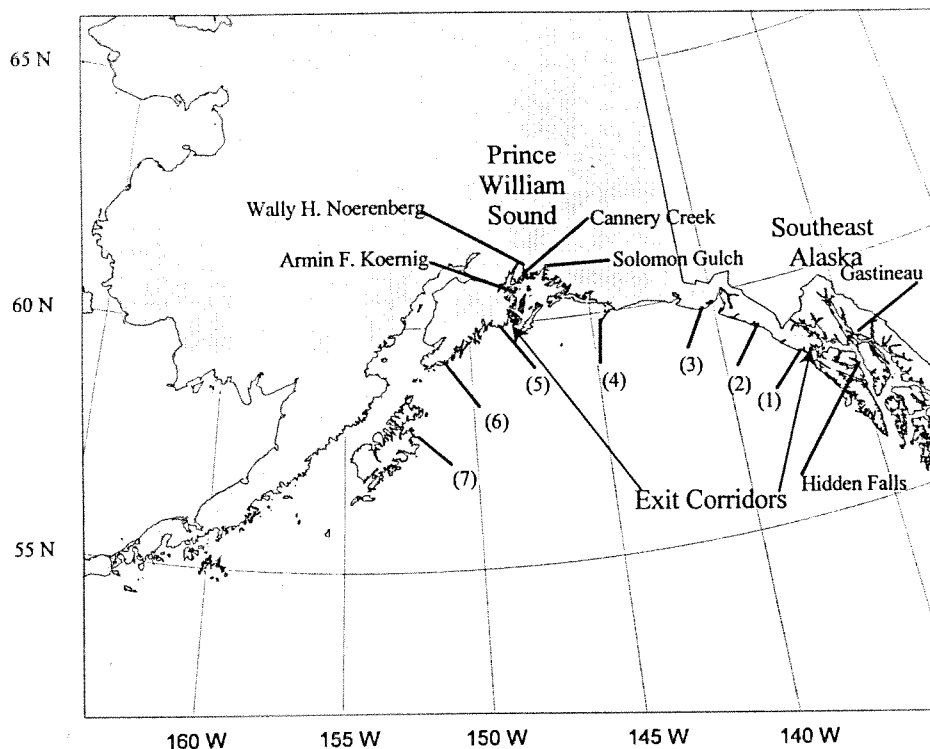 65 N
Prince
William
Sound
Wally H. Noerenberg
Cannery Creek
Southeast
Alaska
Armin F. Koernig
Solomon Gulch
Gastineau
60 N
(1)
(2)
(3)
(4)
(5)
(6)
(7)
Hidden Falls
Exit Corridors
55 N
160 W
155 W
150 W
145 W
140 W